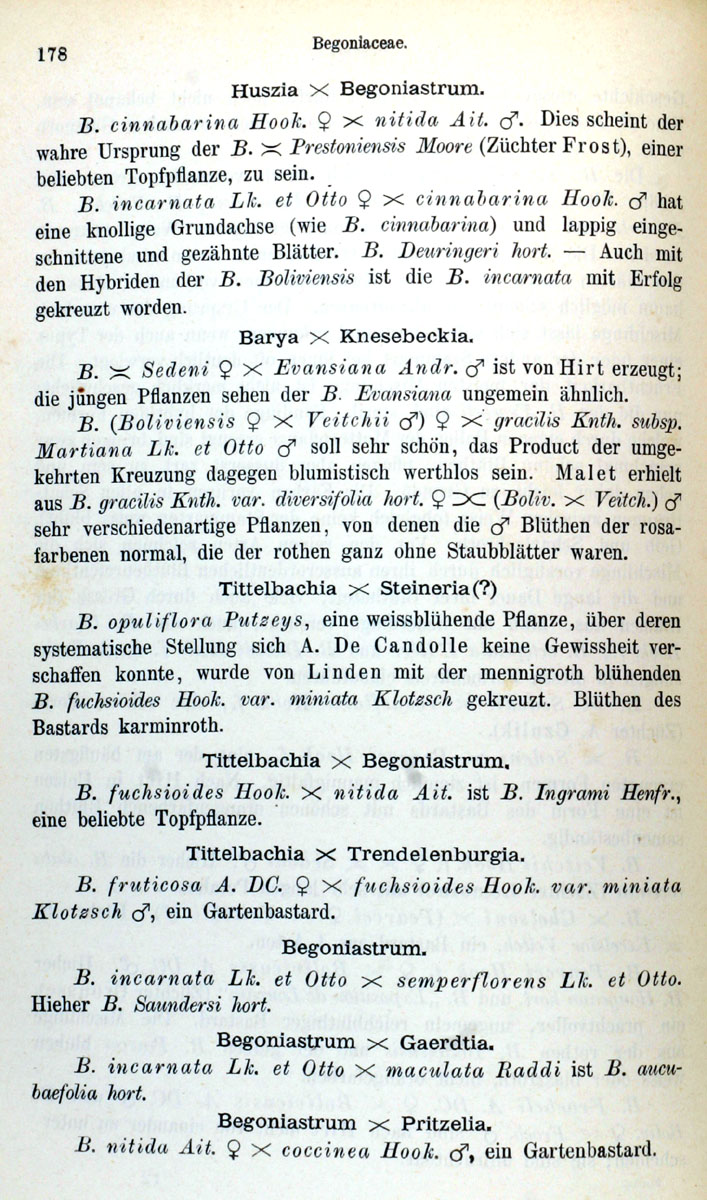 178
Begoniaceae.
Huszia × Begoniastrum.
B. cinnabarina Hook. ♀ × nitida Ait. ♂. Dies scheint der
wahre Ursprung der B. ⪥ Prestoniensis Moore (Züchter Frost), einer
beliebten Topfpflanze, zu sein.
B. incarnata Lk. et Otto ♀ × cinnabarina Hook. ♂ hat
eine knollige Grundachse (wie B. cinnabarina) und lappig einge-
schnittene und gezähnte Blätter. B. Deuringeri hort. — Auch mit
den Hybriden der B. Boliviensis ist die B. incarnata mit Erfolg
gekreuzt worden.
Barya × Knesebeckia.
B. ⪥ Sedeni ♀ × Evansiana Andr. ♂ ist von Hirt erzeugt;
die jüngen Pflanzen sehen der B. Evansiana ungemein ähnlich.
B. (Boliviensis ♀ × Veitchii ♂) ♀ × gracilis Knth. subsp.
Martiana Lk. et Otto ♂ soll sehr schön, das Product der umge-
kehrten Kreuzung dagegen blumistisch werthlos sein. Malet erhielt
aus B. gracilis Knth. var. diversifolia hort. ♀ ⪥ (Boliv. × Veitch.) ♂
sehr verschiedenartige Pflanzen, von denen die ♂ Blüthen der rosa-
farbenen normal, die der rothen ganz ohne Staubblätter waren.
Tittelbachia × Steineria(?)
B. opuliflora Putzeys, eine weissblühende Pflanze, über deren
systematische Stellung sich A. De Candolle keine Gewissheit ver-
schaffen konnte, wurde von Linden mit der mennigroth blühenden
B. fuchsioides Hook. var. miniata Klotzsch gekreuzt. Blüthen des
Bastards karminroth.
Tittelbachia × Begoniastrum.
B. fuchsioides Hook. × nitida Ait. ist B. Ingrami Henfr.,
eine beliebte Topfpflanze.
Tittelbachia × Trendelenburgia.
B. fruticosa A. DC. ♀ × fuchsioides Hook. var. miniata
Klotzsch ♂, ein Gartenbastard.
Begoniastrum.
B. incarnata Lk. et Otto × semperflorens Lk. et Otto.
Hieher B. Saundersi hort.
Begoniastrum × Gaerdtia.
B. incarnata Lk. et Otto × maculata Raddi ist B. aucu-
baefolia hort.
Begoniastrum × Pritzelia.
B. nitida Ait. ♀ × coccinea Hook. ♂, ein Gartenbastard.